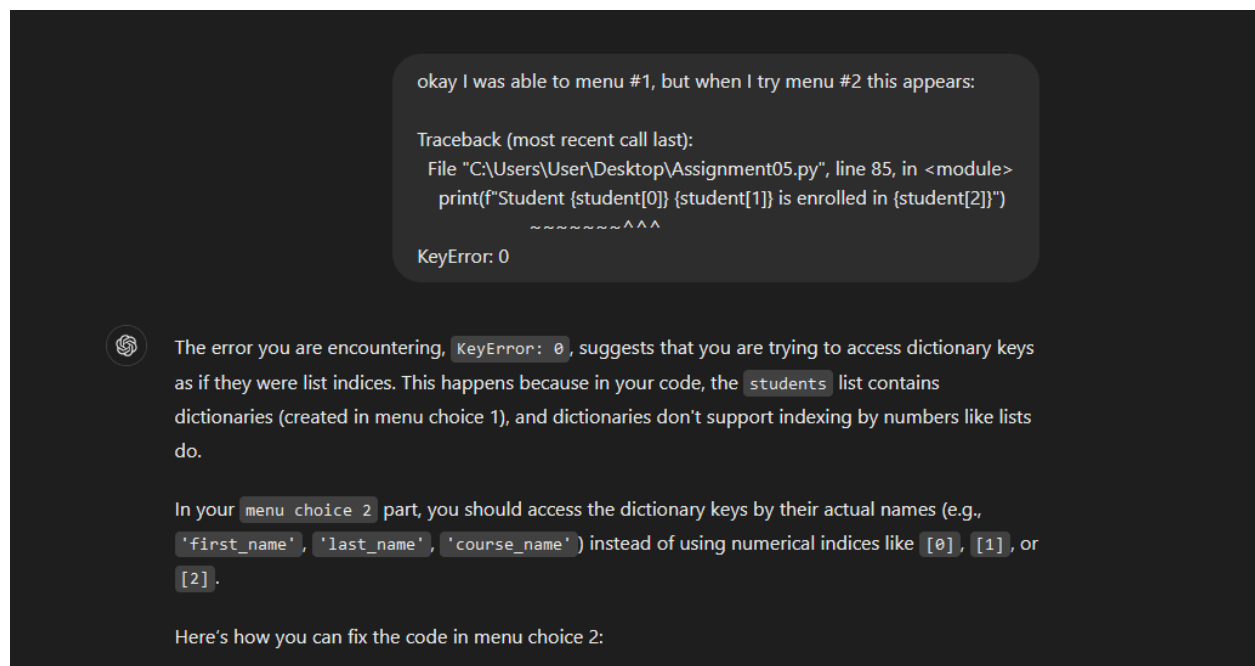 okay I was able to menu #1, but when I try menu #2 this appears:
Traceback (most recent call last):
File "C:\Users\User\Desktop\Assignment05.py", line 85, in <module>
print(f"Student {student[0]} {student[1]} is enrolled in {student[2]}")
~~~~~~~^^^
KeyError: 0
The error you are encountering, KeyError: 0, suggests that you are trying to access dictionary keys
as if they were list indices. This happens because in your code, the students list contains
dictionaries (created in menu choice 1), and dictionaries don't support indexing by numbers like lists
do.
In your menu choice 2 part, you should access the dictionary keys by their actual names (e.g.,
'first_name', 'last_name', 'course_name') instead of using numerical indices like [0], [1], or
[2].
Here's how you can fix the code in menu choice 2: